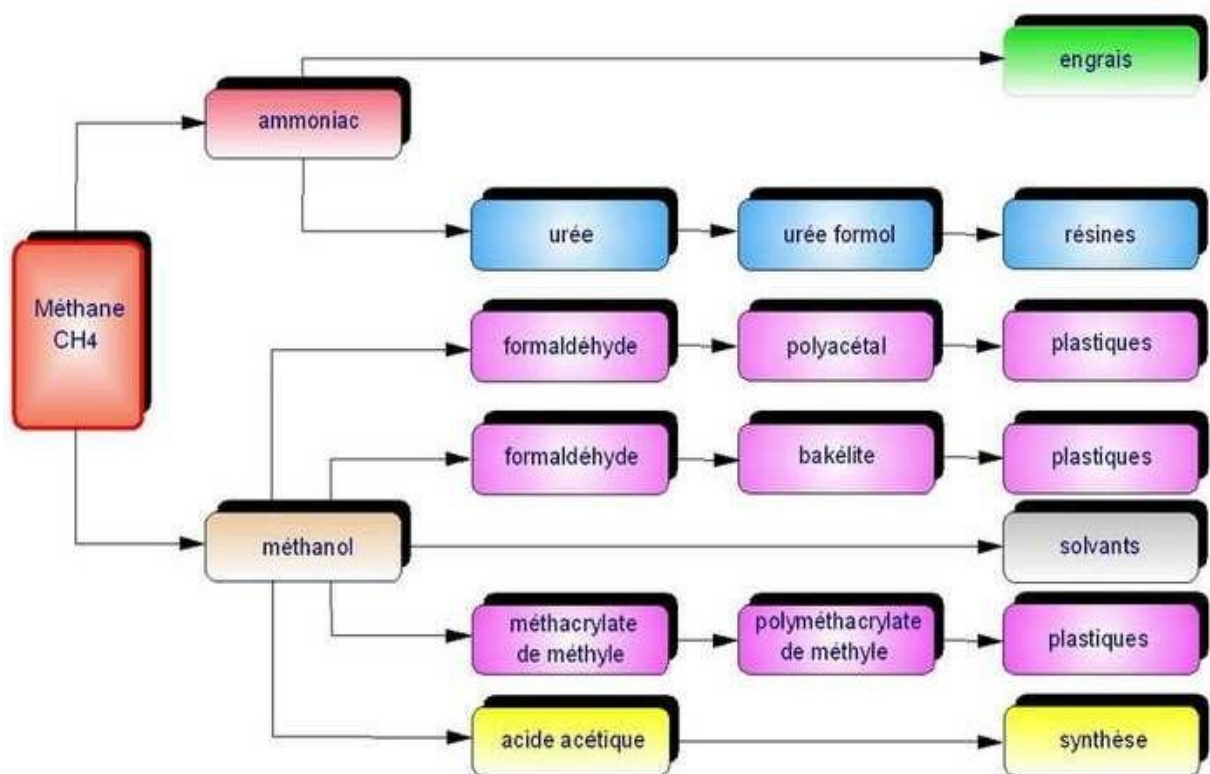 engrais
ammoniac
urée
urée formol
résines
Méthane
CH4
formaldéhyde
polyacétal
plastiques
formaldéhyde
bakélite
plastiques
méthanol
solvants
méthacrylate
de méthyle
polyméthacrylate
de méthyle
plastiques
acide acétique
synthèse